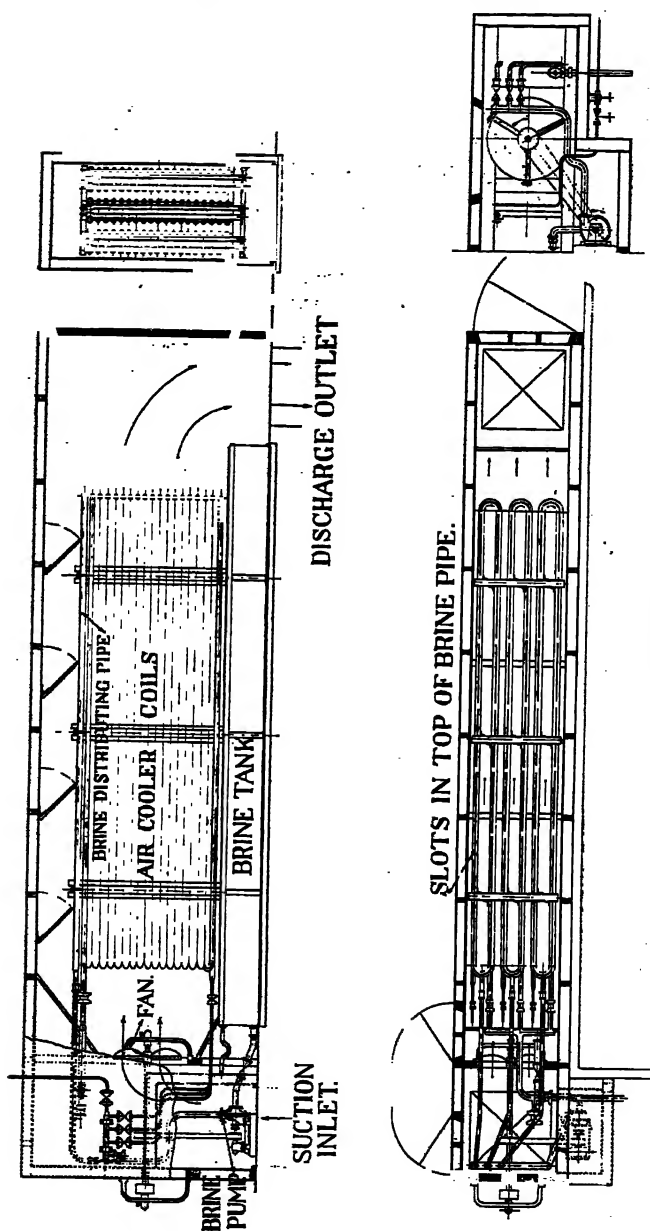 DISCHARGE OUTLET
BRINE DISTRIBUTING PIPE
AIR COOLER COILS
BRINE TANK
FAN.
SUCTION
INLET.
BRINE
PUMP
SLOTS IN TOP OF BRINE PIPE.